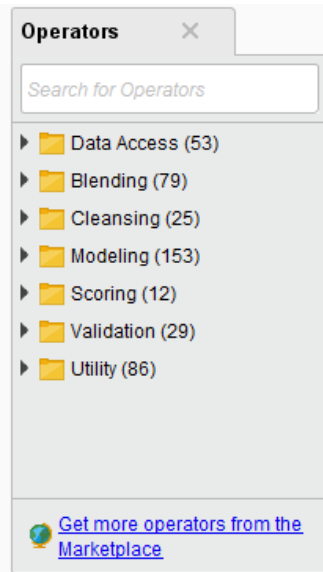 Operators
Search for Operators
Data Access (53)
Blending (79)
Cleansing (25)
Modeling (153)
Scoring (12)
Validation (29)
Utility (86)
Get more operators from the
Marketplace